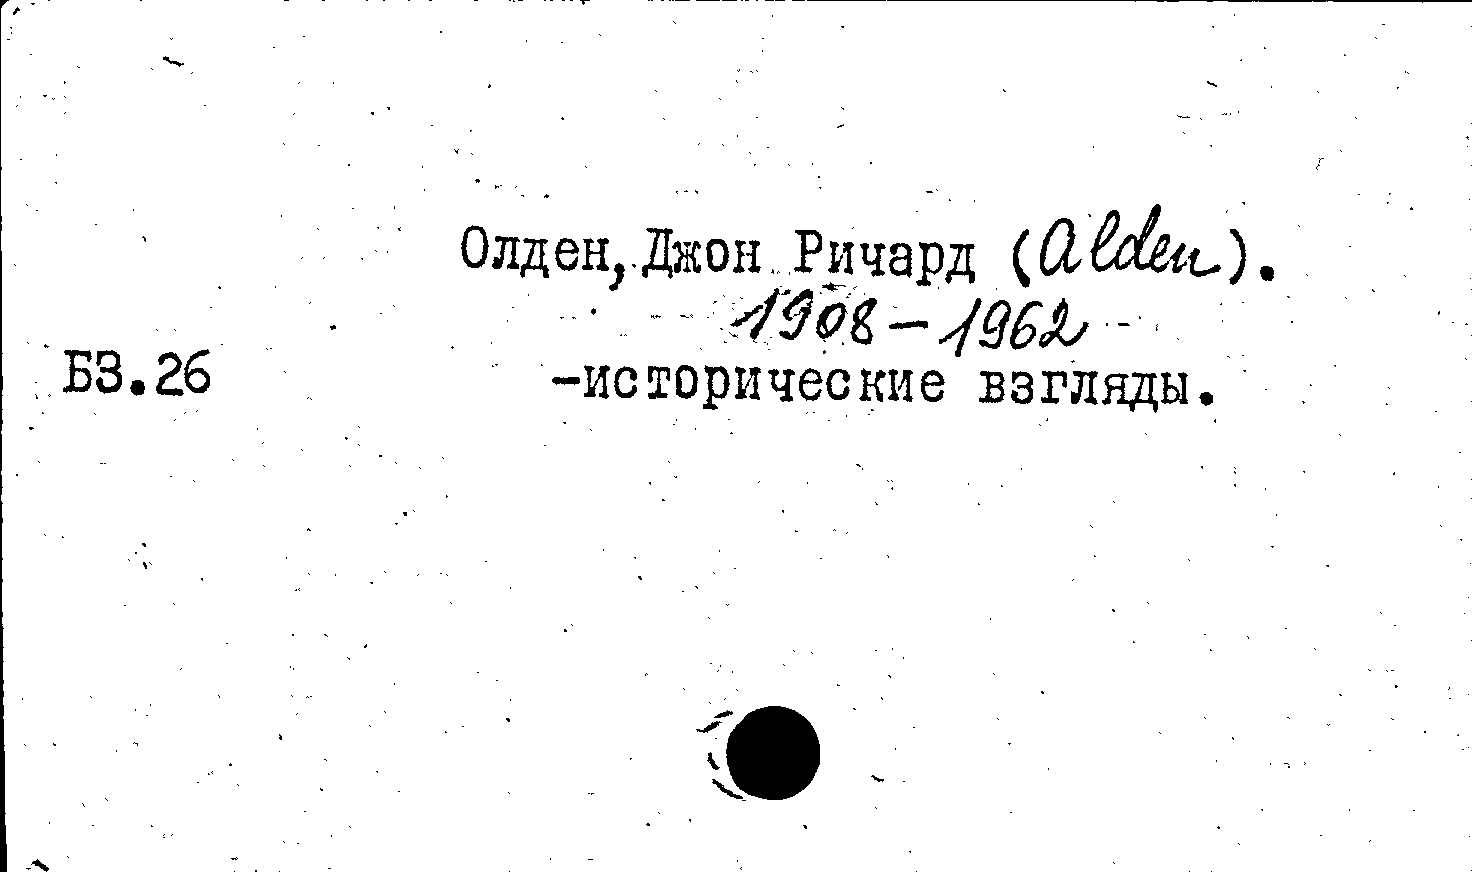 Олден, Джон Ричард (Alden).
1908 – 1962
Б3.26 -исторические взгляды.